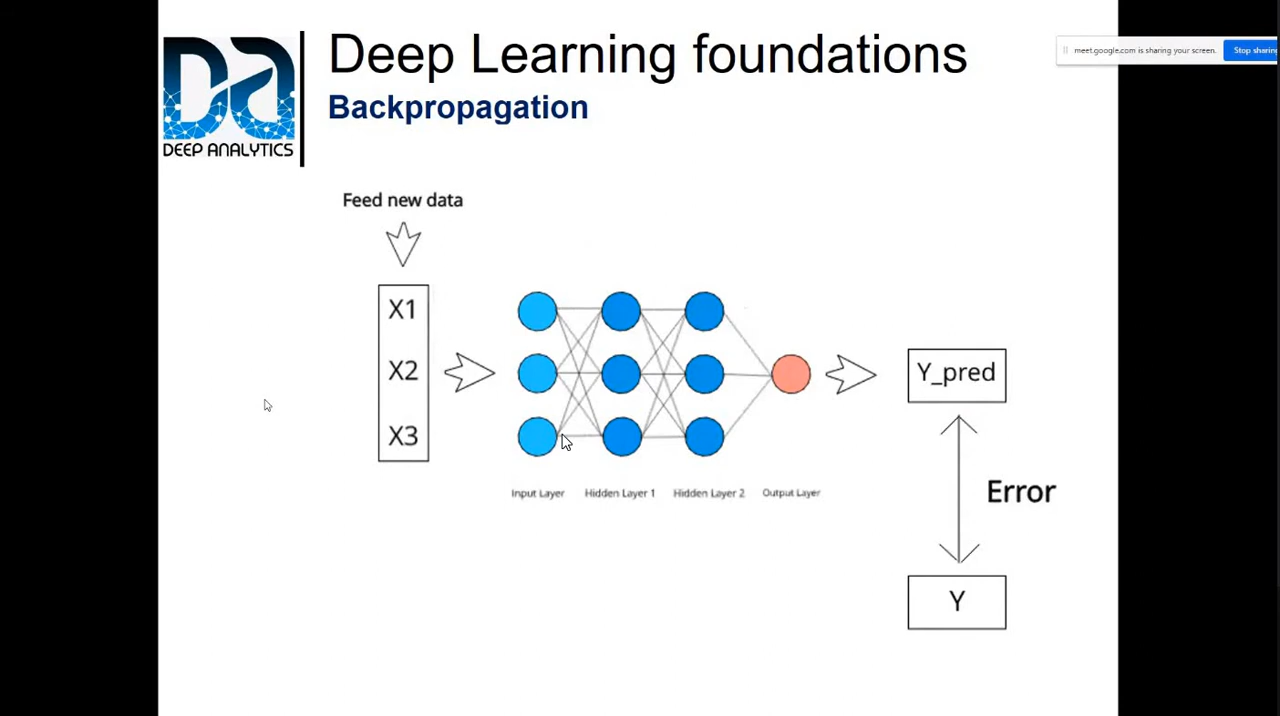 Deep Learning foundations
Backpropagation
DEEP ANALYTICS
meet.google.com is sharing your screen.
Stop sharing
Feed new data
X1
X2
X3
Y_pred
Error
Y
Input Layer
Hidden Layer 1
Hidden Layer 2
Output Layer